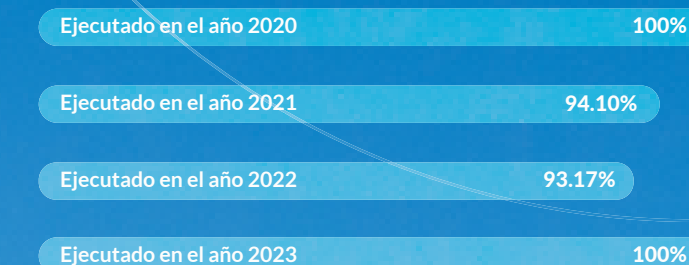 Ejecutado en el año 2020 100%
Ejecutado en el año 2021 94.10%
Ejecutado en el año 2022 93.17%
Ejecutado en el año 2023 100%